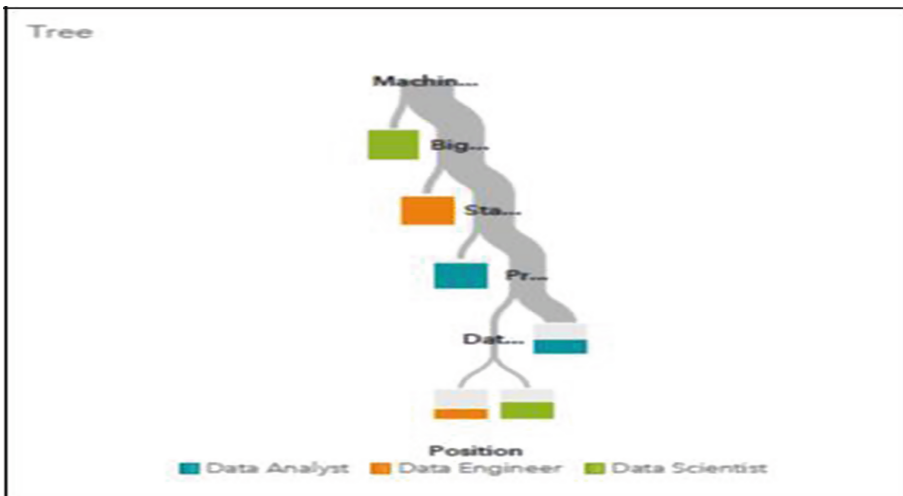 Tree
Machin...
Big...
Sta...
Pr...
Dat...
Position
Data Analyst Data Engineer Data Scientist